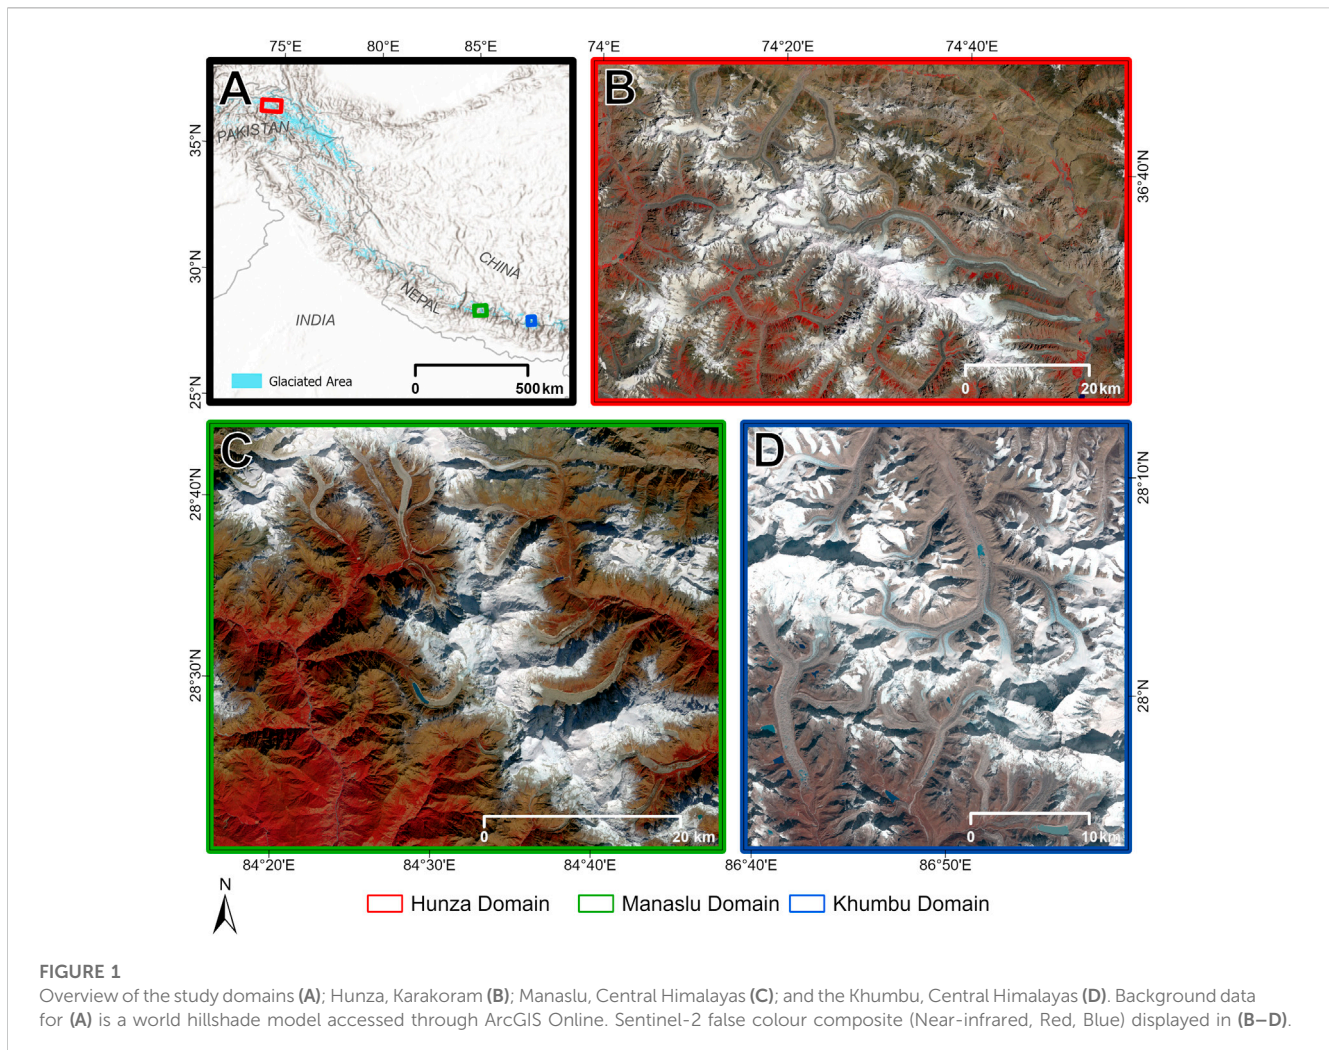 75°E 80°E 85°E 74°E 74°20'E 74°40'E
A
PAKISTAN
35°N
30°N
25°N
CHINA
NEPAL
INDIA
Glaciated Area
0 500 km
B
36°40'N
0 20 km
C
28°40'N
28°30'N
0 20 km
84°20'E 84°30'E 84°40'E
D
28°10'N
28°N
0 10 km
86°40'E 86°50'E
N
Hunza Domain Manaslu Domain Khumbu Domain
FIGURE 1
Overview of the study domains (A); Hunza, Karakoram (B); Manaslu, Central Himalayas (C); and the Khumbu, Central Himalayas (D). Background data
for (A) is a world hillshade model accessed through ArcGIS Online. Sentinel-2 false colour composite (Near-infrared, Red, Blue) displayed in (B–D).